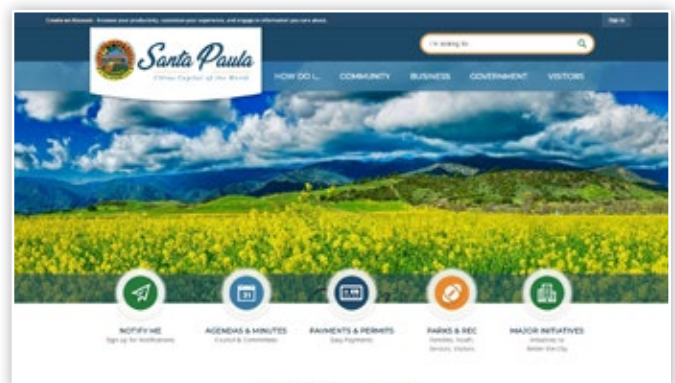 Create an Account - Increase your productivity, customize your experience, and engage in information you care about.
Sign In
Santa Paula
Citrus Capital of the World
I'm looking for
HOW DO I...
COMMUNITY
BUSINESS
GOVERNMENT
VISITORS
NOTIFY ME
Sign up for Notifications
AGENDAS & MINUTES
Council & Committees
PAYMENTS & PERMITS
Easy Payments
PARKS & REC
Families, Youth,
Seniors, Visitors
MAJOR INITIATIVES
Initiatives to
Better the City